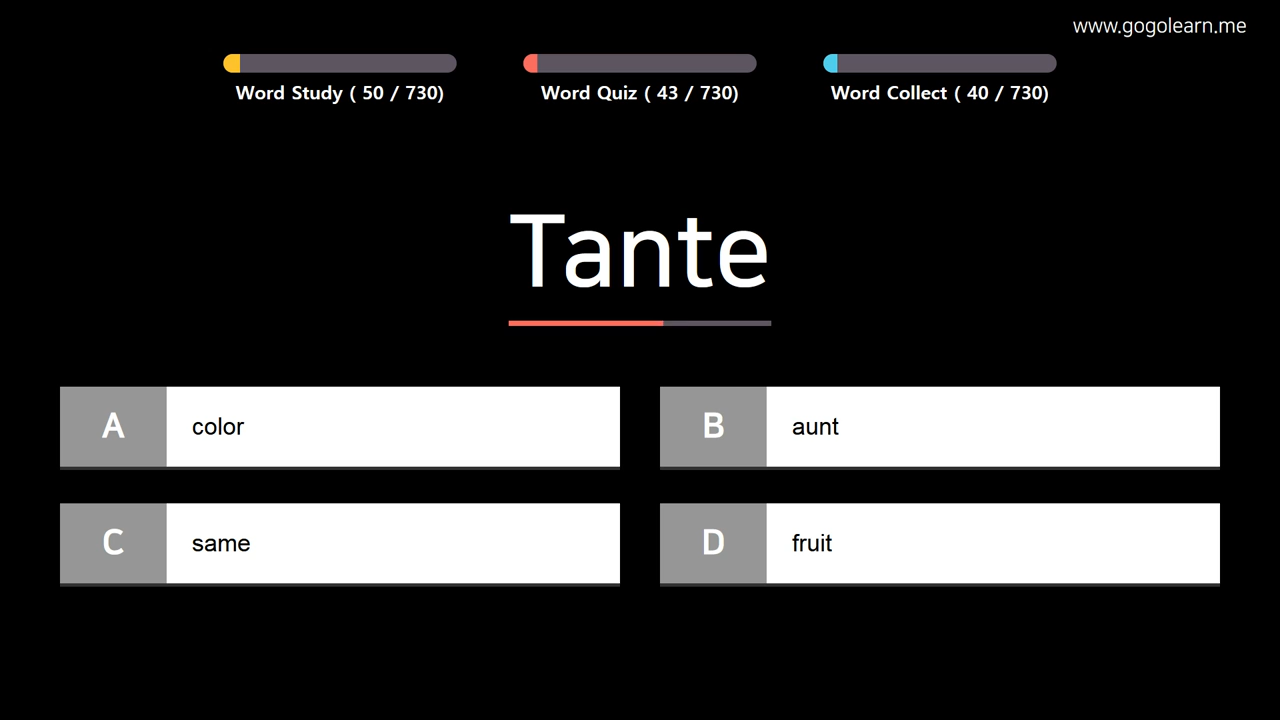 www.gogolearn.me
Word Study ( 50 / 730)
Word Quiz ( 43 / 730)
Word Collect ( 40 / 730)
Tante
A color
B aunt
C same
D fruit